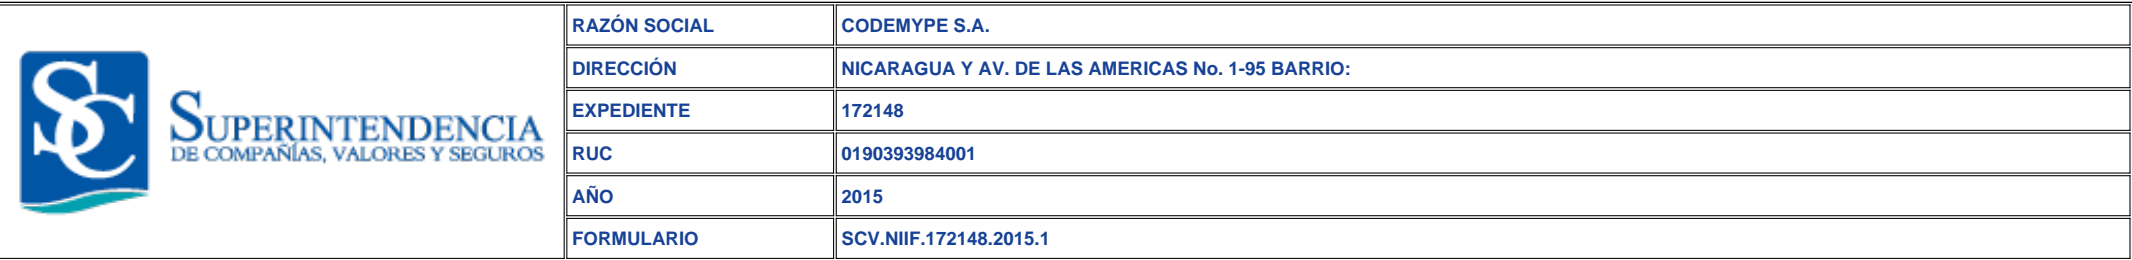 SC
SUPERINTENDENCIA
DE COMPAÑÍAS, VALORES Y SEGUROS
RAZÓN SOCIAL CODEMYPE S.A.
DIRECCIÓN NICARAGUA Y AV. DE LAS AMERICAS No. 1-95 BARRIO:
EXPEDIENTE 172148
RUC 0190393984001
AÑO 2015
FORMULARIO SCV.NIIF.172148.2015.1